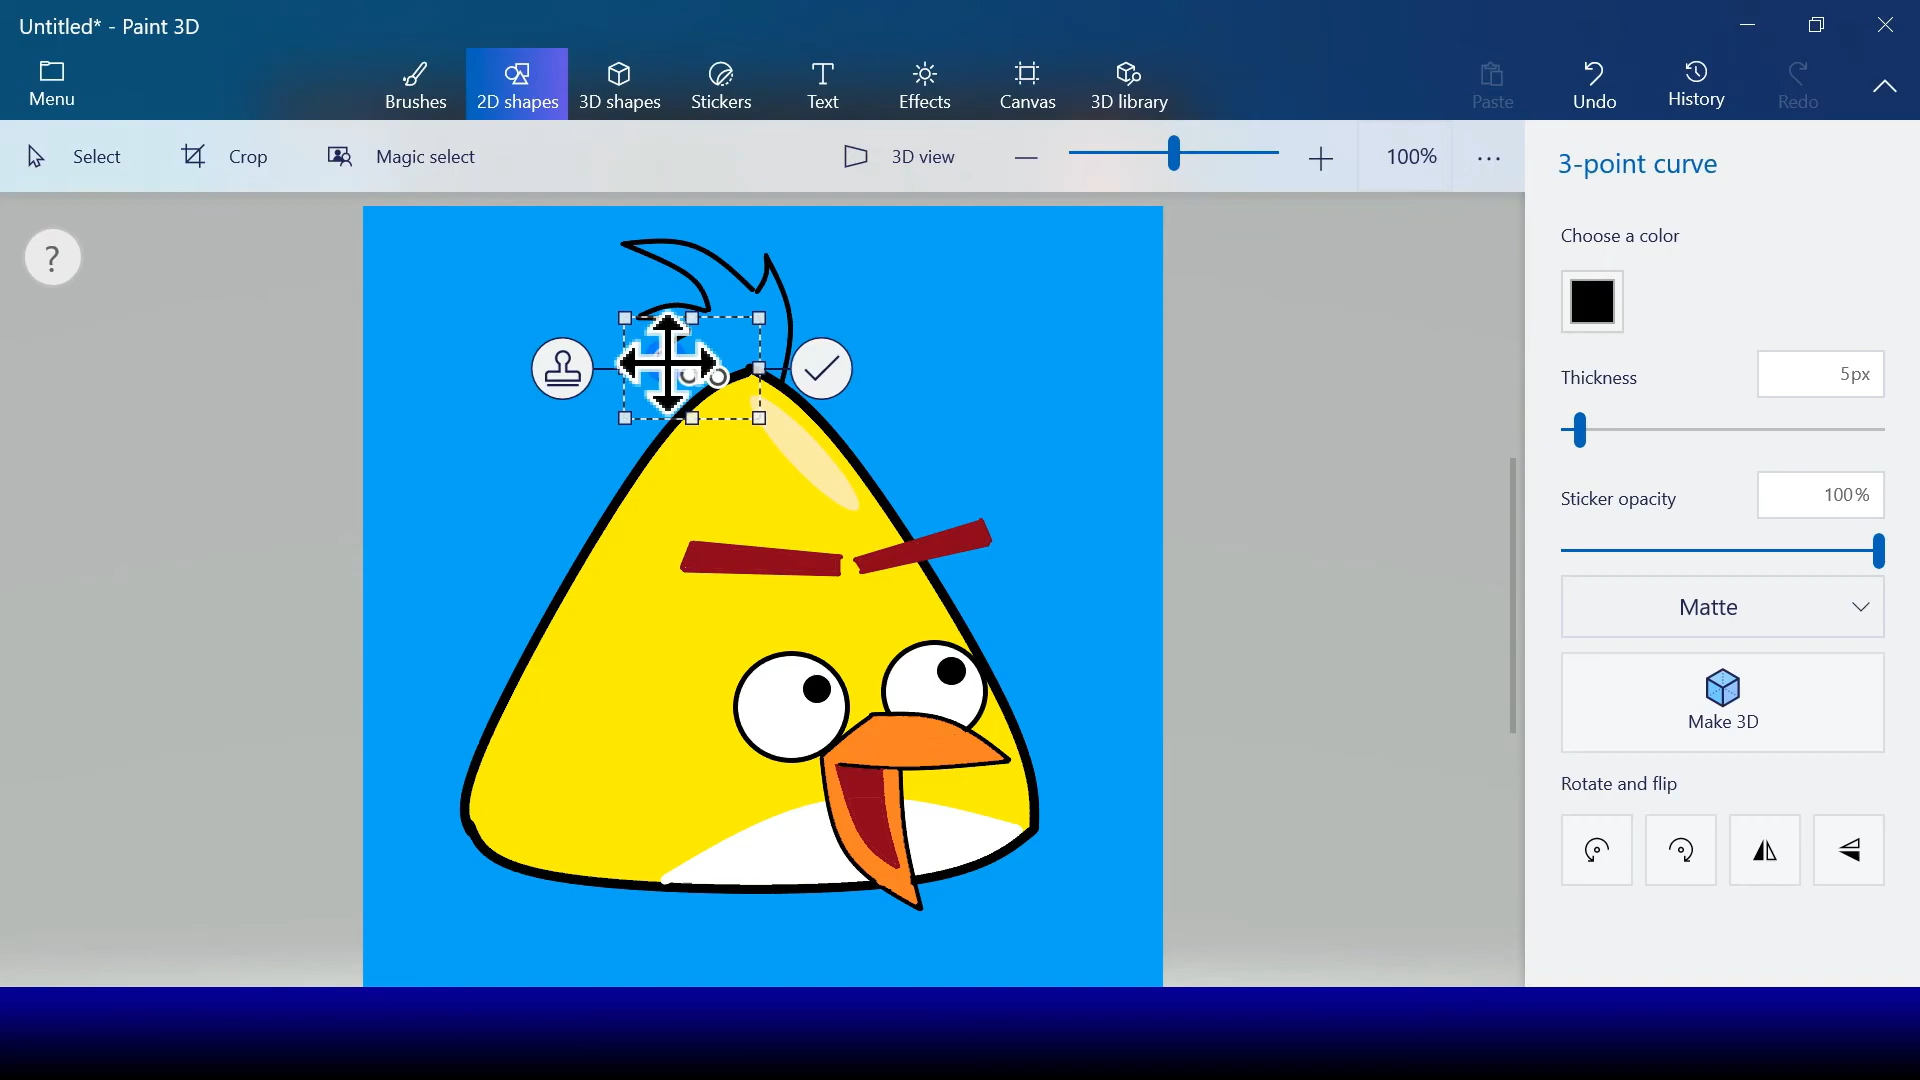 Untitled* - Paint 3D
Menu
Brushes
2D shapes
3D shapes
Stickers
Text
Effects
Canvas
3D library
Paste
Undo
History
Redo
Select
Crop
Magic select
3D view
100%
3-point curve
?
Choose a color
Thickness
5px
Sticker opacity
100%
Matte
Make 3D
Rotate and flip